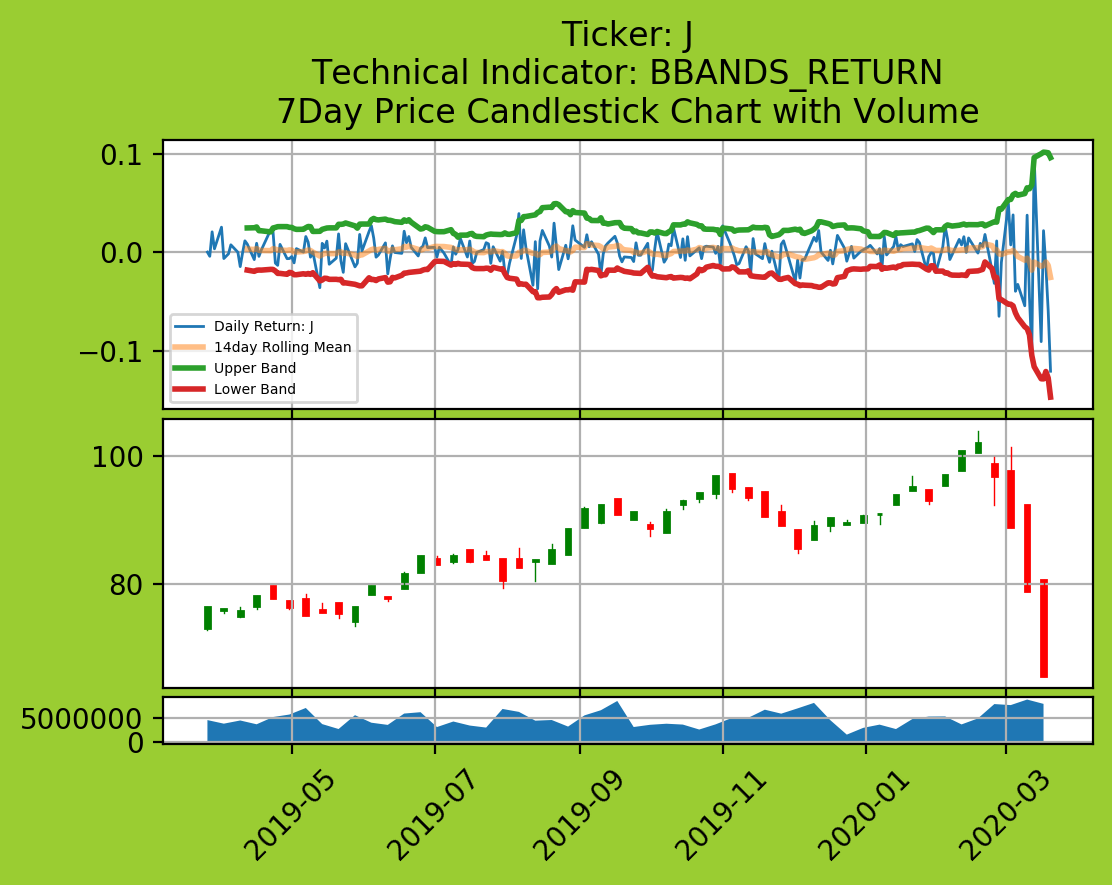 Ticker: J
Technical Indicator: BBANDS_RETURN
7Day Price Candlestick Chart with Volume
0.1
0.0
−0.1
Daily Return: J
14day Rolling Mean
Upper Band
Lower Band
100
80
5000000
0
2019-05
2019-07
2019-09
2019-11
2020-01
2020-03